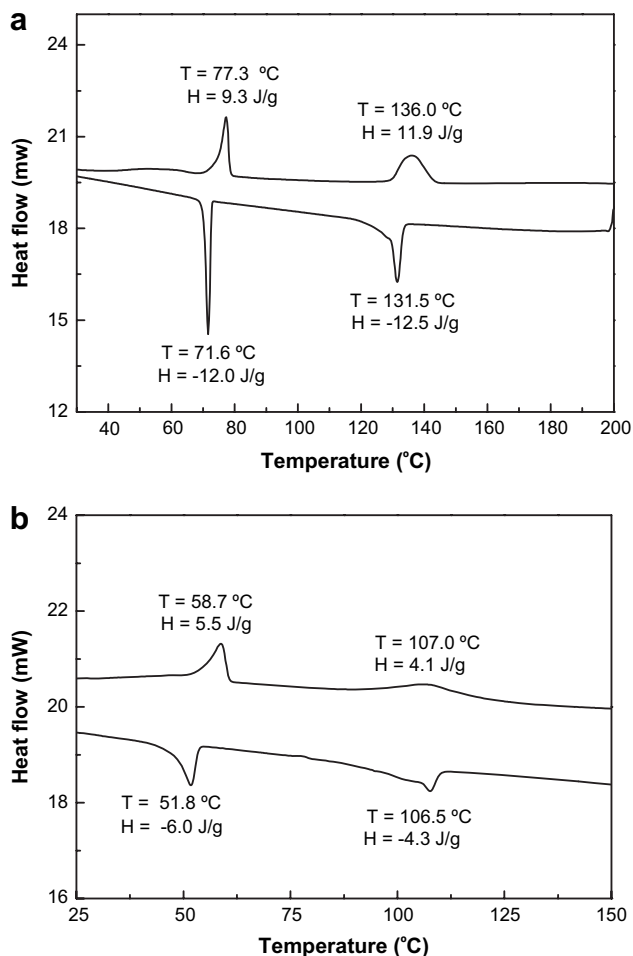 a
24
21
18
15
12
Heat flow (mw)
T = 77.3 ºC
H = 9.3 J/g
T = 136.0 ºC
H = 11.9 J/g
T = 71.6 ºC
H = -12.0 J/g
T = 131.5 ºC
H = -12.5 J/g
40 60 80 100 120 140 160 180 200
Temperature (°C)
b
24
22
20
18
16
Heat flow (mW)
T = 58.7 ºC
H = 5.5 J/g
T = 107.0 ºC
H = 4.1 J/g
T = 51.8 ºC
H = -6.0 J/g
T = 106.5 ºC
H = -4.3 J/g
25 50 75 100 125 150
Temperature (°C)